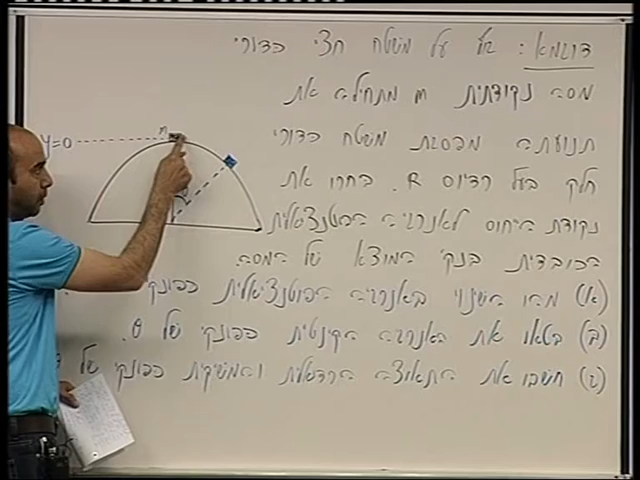 דוגמא: נע על משטח חצי כדורי
מסה נקודתית m מתחילה את
תנועתה מפסגת משטח כדורי
חלק בעל רדיוס R. בחרו את
נקודת הייחוס לאנרגיה הפוטנציאלית
הכובדית בנק' המוצא של המסה.
(א) מהו השינוי באנרגיה הפוטנציאלית כפונק'
(ב) בטאו את האנרגיה הקינטית כפונק' של θ.
(ג) חשבו את התאוצה הרדיאלית והמשיקית כפונק' של θ
y=0
m